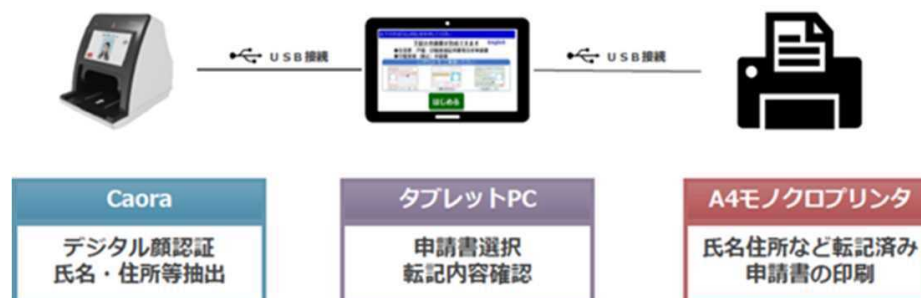 USB接続
USB接続
English
はじめる
Caora
デジタル顔認証
氏名・住所等抽出
タブレットPC
申請書選択
転記内容確認
A4モノクロプリンタ
氏名住所など転記済み
申請書の印刷